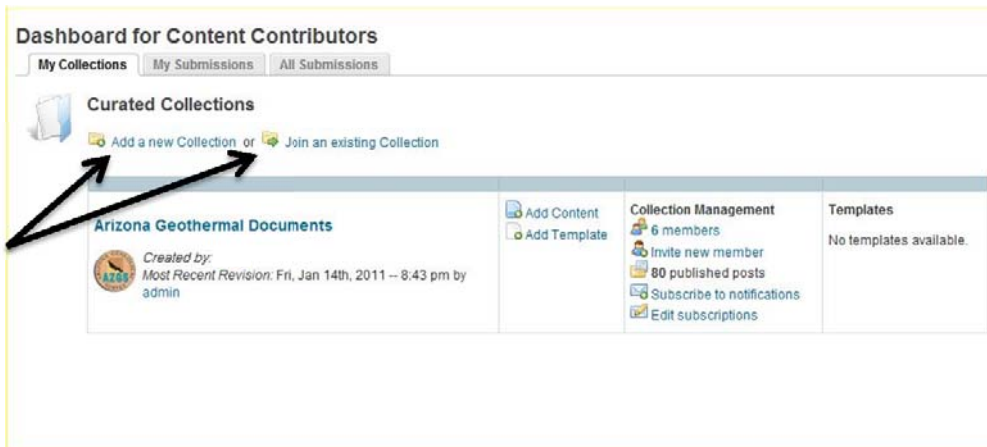 Dashboard for Content Contributors
My Collections My Submissions All Submissions
Curated Collections
Add a new Collection or Join an existing Collection
Arizona Geothermal Documents
Created by:
Most Recent Revision: Fri, Jan 14th, 2011 -- 8:43 pm by
admin
AZGS
Add Content
Add Template
Collection Management
6 members
Invite new member
80 published posts
Subscribe to notifications
Edit subscriptions
Templates
No templates available.